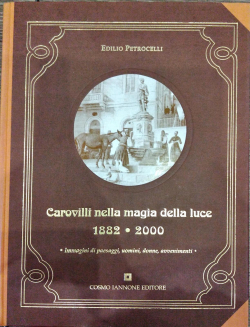 EDILIO PETROCELLI
Carovilli nella magia della luce
1882 • 2000
• Immagini di paesaggi, uomini, donne, avvenimenti •
COSMO IANNONE EDITORE